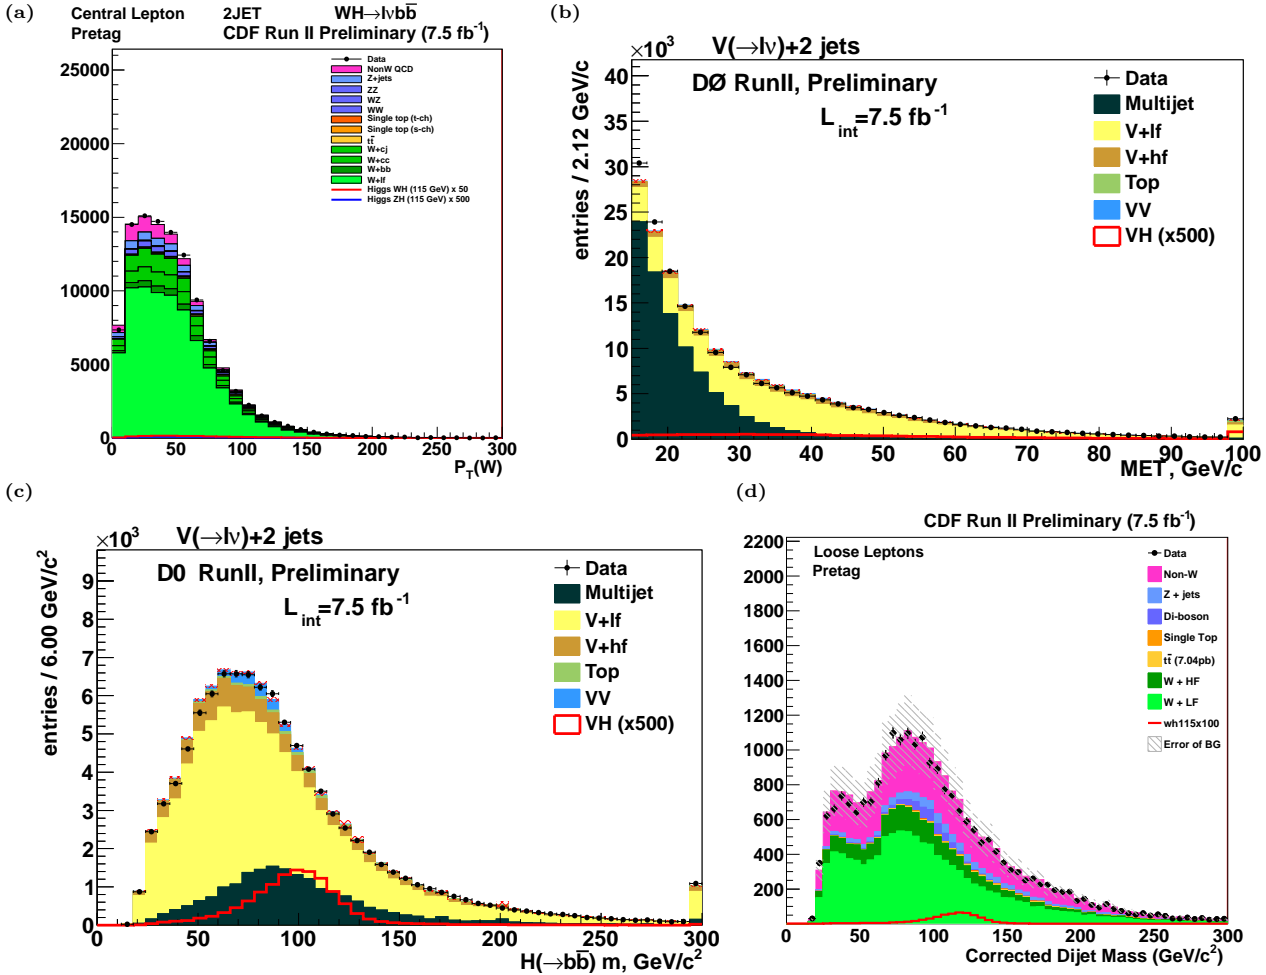 (a)
Central Lepton 2JET WH→lνbb̄
Pretag CDF Run II Preliminary (7.5 fb⁻¹)
25000
20000
15000
10000
5000
0
0 50 100 150 200 250 300
P_T(W)
Data
NonW QCD
Z+jets
ZZ
WZ
WW
Single top (t-ch)
Single top (s-ch)
tt̄
W+cj
W+cc
W+bb
W+lf
Higgs WH (115 GeV) x 50
Higgs ZH (115 GeV) x 500
(b)
×10³ V(→lν)+2 jets
DØ RunII, Preliminary
L_int=7.5 fb⁻¹
entries / 2.12 GeV/c
40
35
30
25
20
15
10
5
0
20 30 40 50 60 70 80 90 100
MET, GeV/c
Data
Multijet
V+lf
V+hf
Top
VV
VH (x500)
(c)
×10³ V(→lν)+2 jets
D0 RunII, Preliminary
L_int=7.5 fb⁻¹
entries / 6.00 GeV/c²
9
8
7
6
5
4
3
2
1
0
0 50 100 150 200 250 300
H(→bb̄) m, GeV/c²
Data
Multijet
V+lf
V+hf
Top
VV
VH (x500)
(d)
CDF Run II Preliminary (7.5 fb⁻¹)
Loose Leptons
Pretag
2200
2000
1800
1600
1400
1200
1000
800
600
400
200
0 50 100 150 200 250 300
Corrected Dijet Mass (GeV/c²)
Data
Non-W
Z + jets
Di-boson
Single Top
tt̄ (7.04pb)
W + HF
W + LF
wh115x100
Error of BG